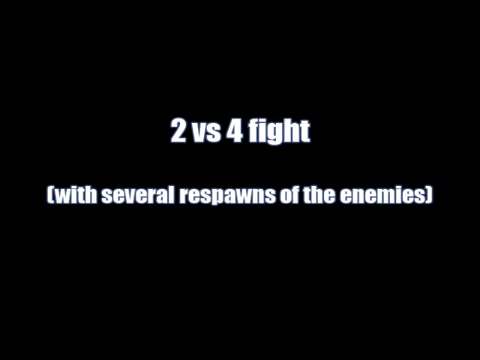 2 vs 4 fight
(with several respawns of the enemies)